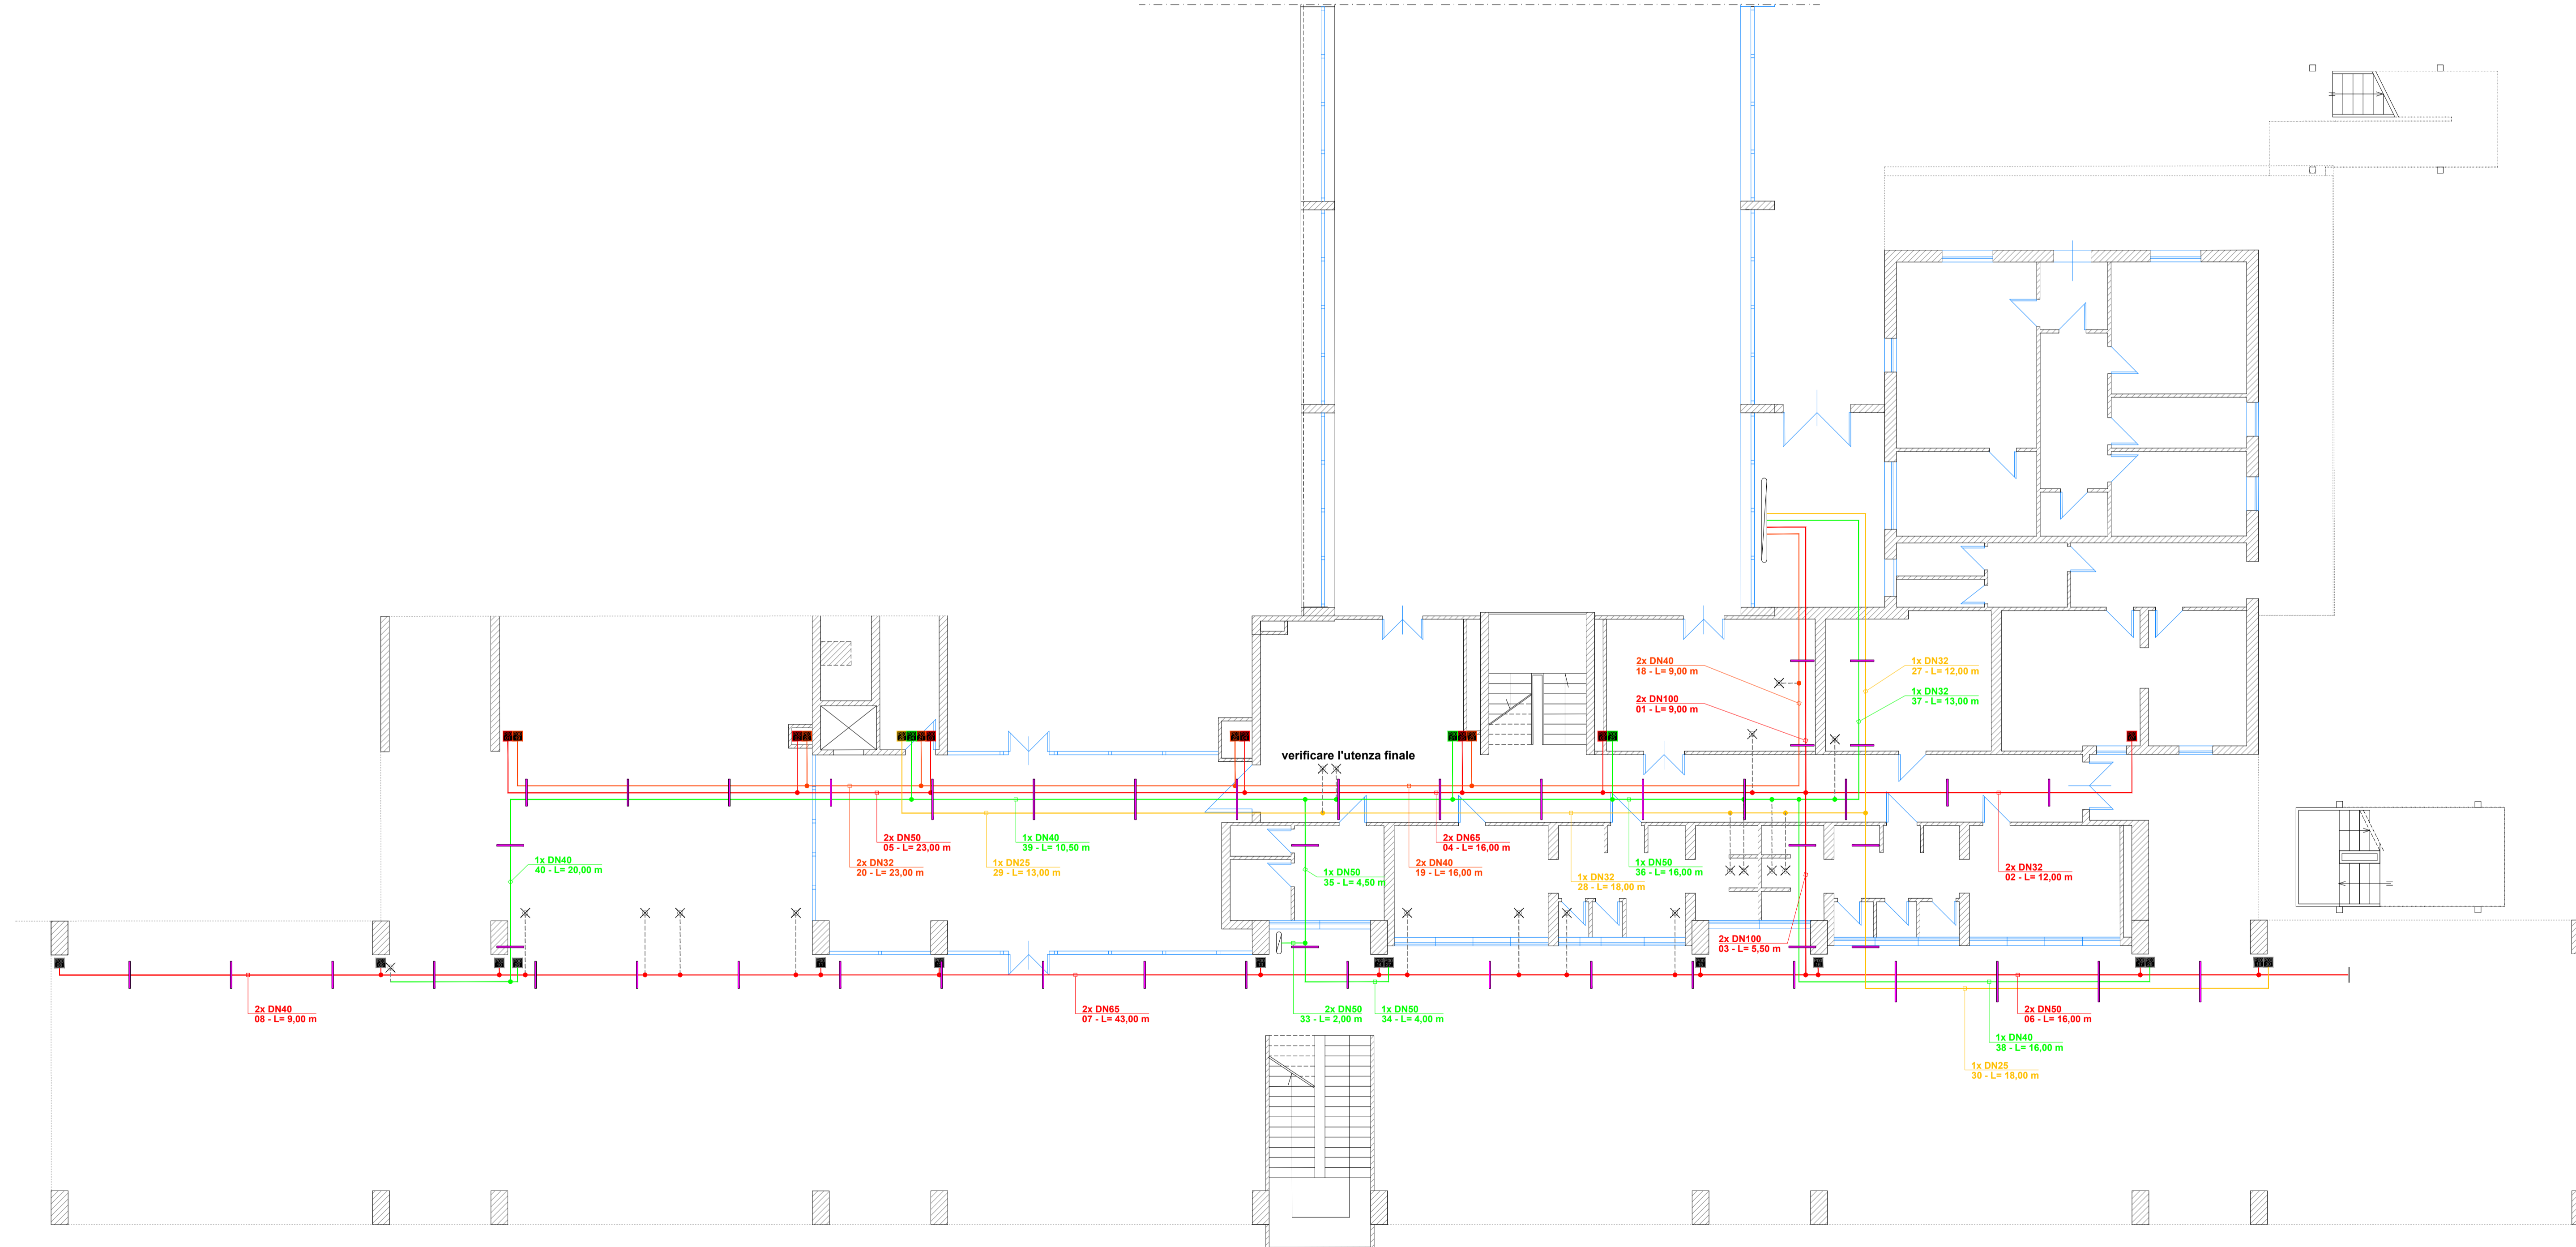 2x DN40
18 - L= 9,00 m
1x DN32
27 - L= 12,00 m
2x DN100
01 - L= 9,00 m
1x DN32
37 - L= 13,00 m
verificare l'utenza finale
2x DN50
05 - L= 23,00 m
1x DN40
39 - L= 10,50 m
2x DN65
04 - L= 16,00 m
1x DN40
40 - L= 20,00 m
2x DN32
20 - L= 23,00 m
1x DN25
29 - L= 13,00 m
1x DN50
35 - L= 4,50 m
2x DN40
19 - L= 16,00 m
1x DN32
28 - L= 18,00 m
1x DN50
36 - L= 16,00 m
2x DN32
02 - L= 12,00 m
2x DN100
03 - L= 5,50 m
2x DN40
08 - L= 9,00 m
2x DN65
07 - L= 43,00 m
2x DN50
33 - L= 2,00 m
1x DN50
34 - L= 4,00 m
2x DN50
06 - L= 16,00 m
1x DN40
38 - L= 16,00 m
1x DN25
30 - L= 18,00 m